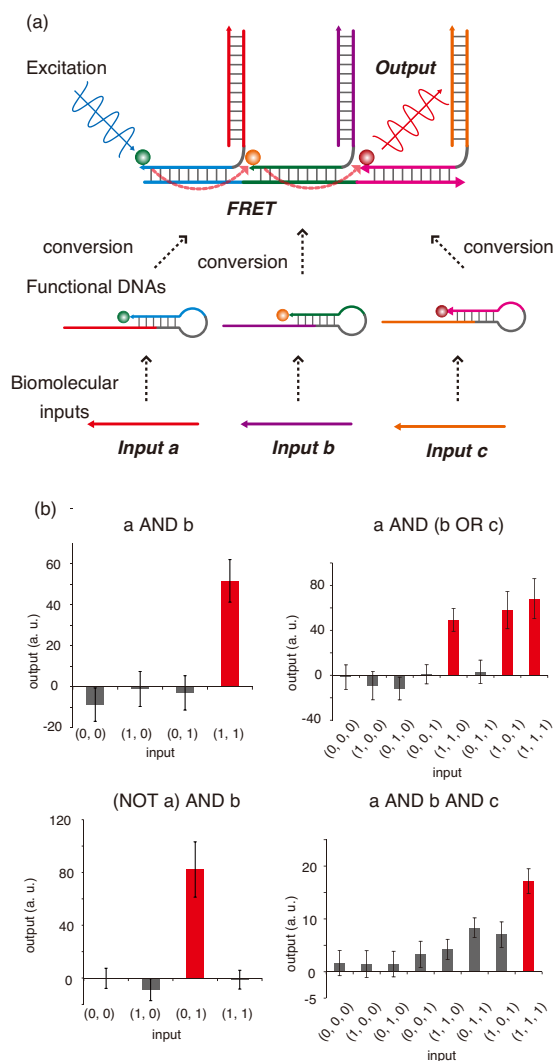 (a)
Excitation
Output
FRET
conversion
conversion
conversion
Functional DNAs
Biomolecular
inputs
Input a
Input b
Input c
(b)
a AND b
output (a. u.)
60
40
20
0
-20
(0, 0)
(1, 0)
(0, 1)
(1, 1)
input
a AND (b OR c)
output (a. u.)
80
40
0
-40
(0, 0, 0)
(1, 0, 0)
(0, 1, 0)
(0, 0, 1)
(1, 1, 0)
(0, 1, 1)
(1, 0, 1)
(1, 1, 1)
input
(NOT a) AND b
output (a. u.)
120
80
40
0
(0, 0)
(1, 0)
(0, 1)
(1, 1)
input
a AND b AND c
output (a. u.)
20
10
0
-5
(0, 0, 0)
(1, 0, 0)
(0, 1, 0)
(0, 0, 1)
(1, 1, 0)
(0, 1, 1)
(1, 0, 1)
(1, 1, 1)
input